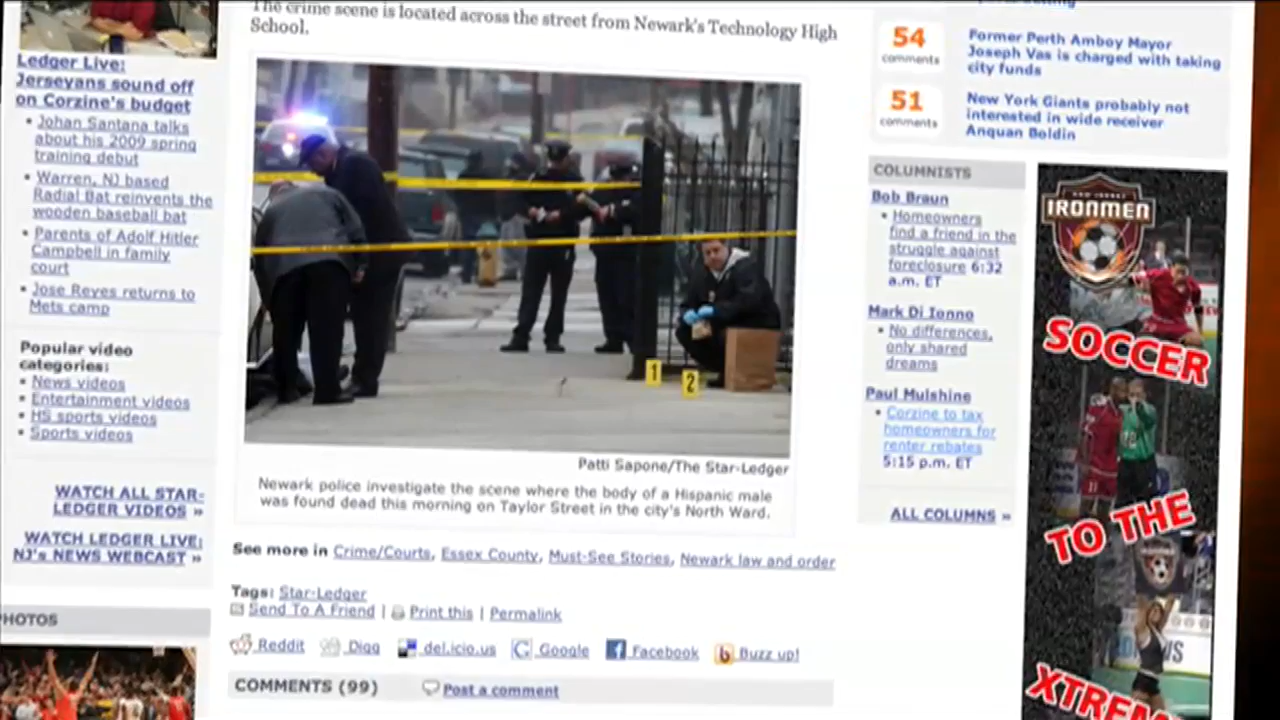 The crime scene is located across the street from Newark's Technology High
School.
Ledger Live:
Jerseyans sound off
on Corzine's budget
Johan Santana talks
about his 2009 spring
training debut
Warren, NJ based
Radial Bat reinvents the
wooden baseball bat
Parents of Adolf Hitler
Campbell in family
court
Jose Reyes returns to
Mets camp
Popular video
categories:
News videos
Entertainment videos
HS sports videos
Sports videos
WATCH ALL STAR-
LEDGER VIDEOS »
WATCH LEDGER LIVE:
NJ's NEWS WEBCAST »
PHOTOS
1
2
Patti Sapone/The Star-Ledger
Newark police investigate the scene where the body of a Hispanic male
was found dead this morning on Taylor Street in the city's North Ward.
See more in Crime/Courts, Essex County, Must-See Stories, Newark law and order
Tags: Star-Ledger
Send To A Friend | Print this | Permalink
Reddit Digg del.icio.us Google Facebook Buzz up!
COMMENTS (99) Post a comment
54
comments
Former Perth Amboy Mayor
Joseph Vas is charged with taking
city funds
51
comments
New York Giants probably not
interested in wide receiver
Anquan Boldin
COLUMNISTS
Bob Braun
Homeowners
find a friend in the
struggle against
foreclosure 6:32
a.m. ET
Mark Di Ionno
No differences,
only shared
dreams
Paul Mulshine
Corzine to tax
homeowners for
renter rebates
5:15 p.m. ET
ALL COLUMNS »
NEW JERSEY
IRONMEN
SOCCER
TO THE
XTREM